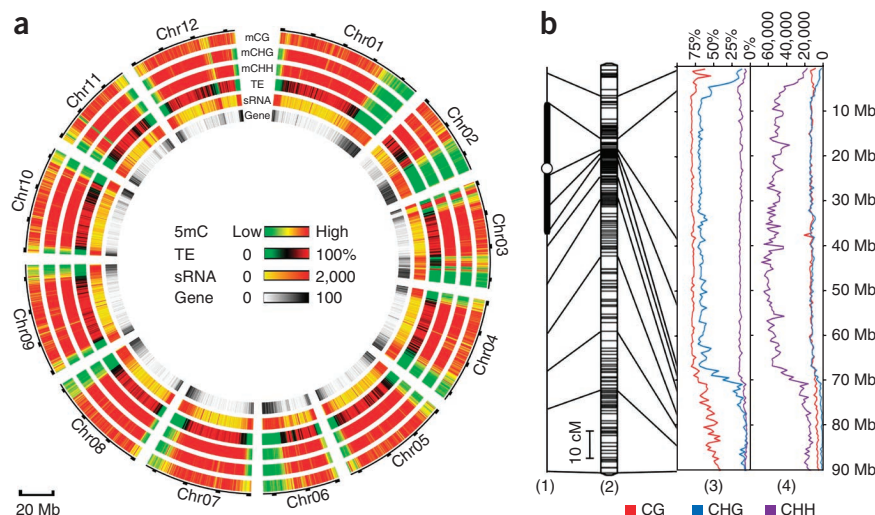 a
Chr12
Chr01
Chr02
Chr03
Chr04
Chr05
Chr06
Chr07
Chr08
Chr09
Chr10
Chr11
mCG
mCHG
mCHH
TE
sRNA
Gene
5mC Low High
TE 0 100%
sRNA 0 2,000
Gene 0 100
20 Mb
b
75% 50% 25% 0% 60,000 40,000 20,000 0
10 Mb
20 Mb
30 Mb
40 Mb
50 Mb
60 Mb
70 Mb
80 Mb
90 Mb
10 cM
(1) (2) (3) (4)
CG CHG CHH